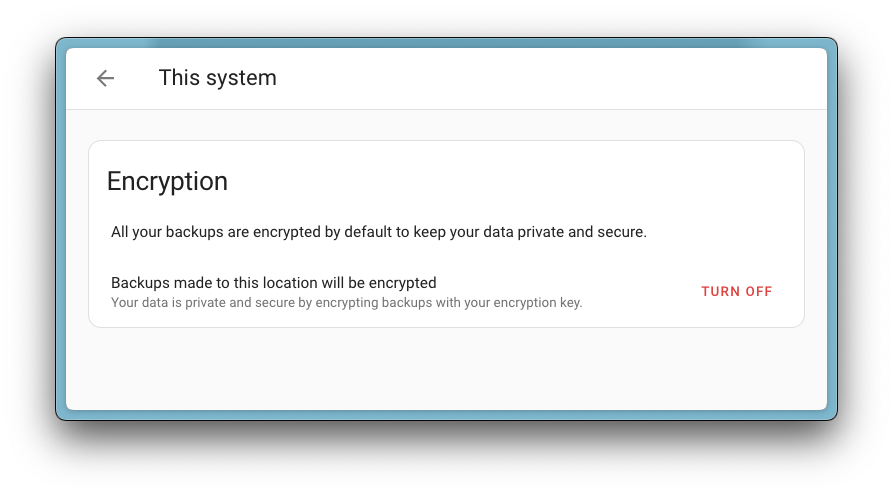 This system
Encryption
All your backups are encrypted by default to keep your data private and secure.
Backups made to this location will be encrypted
Your data is private and secure by encrypting backups with your encryption key.
TURN OFF